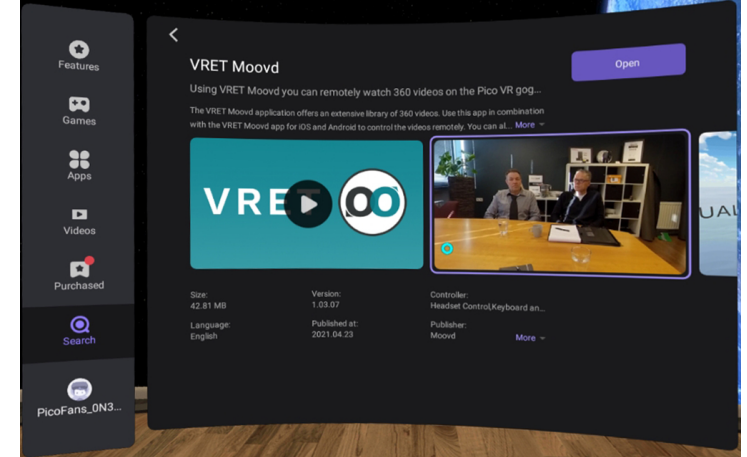 Features
Games
Apps
Videos
Purchased
Search
PicoFans_0N3...
VRET Moovd
Open
Using VRET Moovd you can remotely watch 360 videos on the Pico VR gog...
The VRET Moovd application offers an extensive library of 360 videos. Use this app in combination
with the VRET Moovd app for iOS and Android to control the videos remotely. You can al... More
VRET
UAL
Size:
42.81 MB
Version:
1.03.07
Controller:
Headset Control,Keyboard an...
Language:
English
Published at:
2021.04.23
Publisher:
Moovd
More